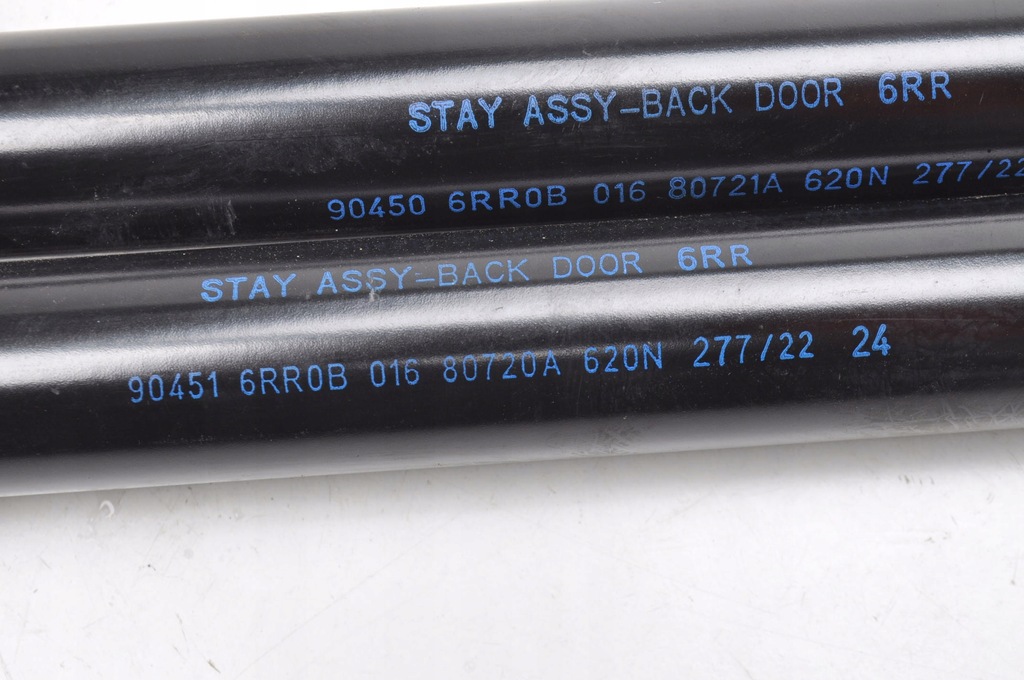 STAY ASSY-BACK DOOR 6RR
90450 6RR0B 016 80721A 620N 277/22
STAY ASSY-BACK DOOR 6RR
90451 6RR0B 016 80720A 620N 277/22 24